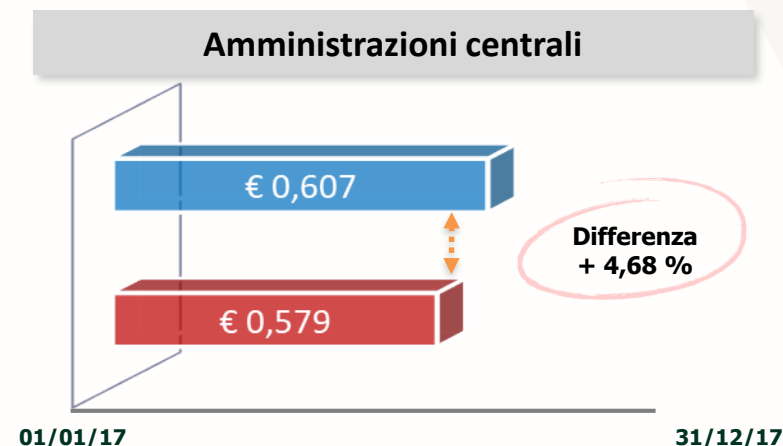 Amministrazioni centrali
€ 0,607
Differenza
+ 4,68 %
€ 0,579
01/01/17
31/12/17